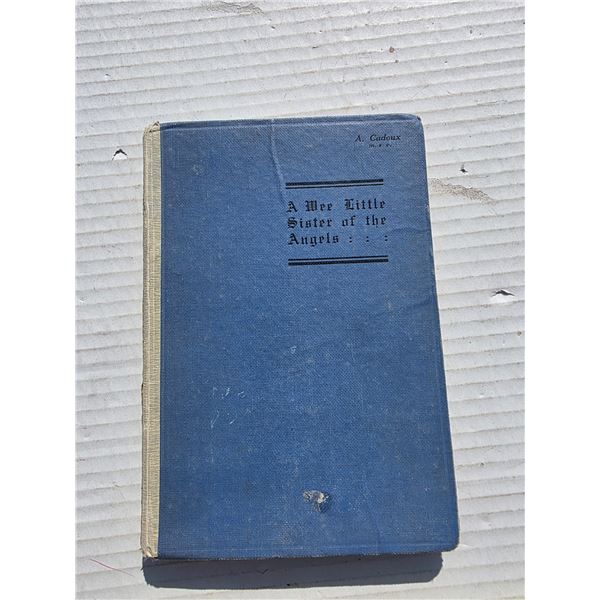 A. Cadoux
A Wee Little
Sister of the
Angels : : :